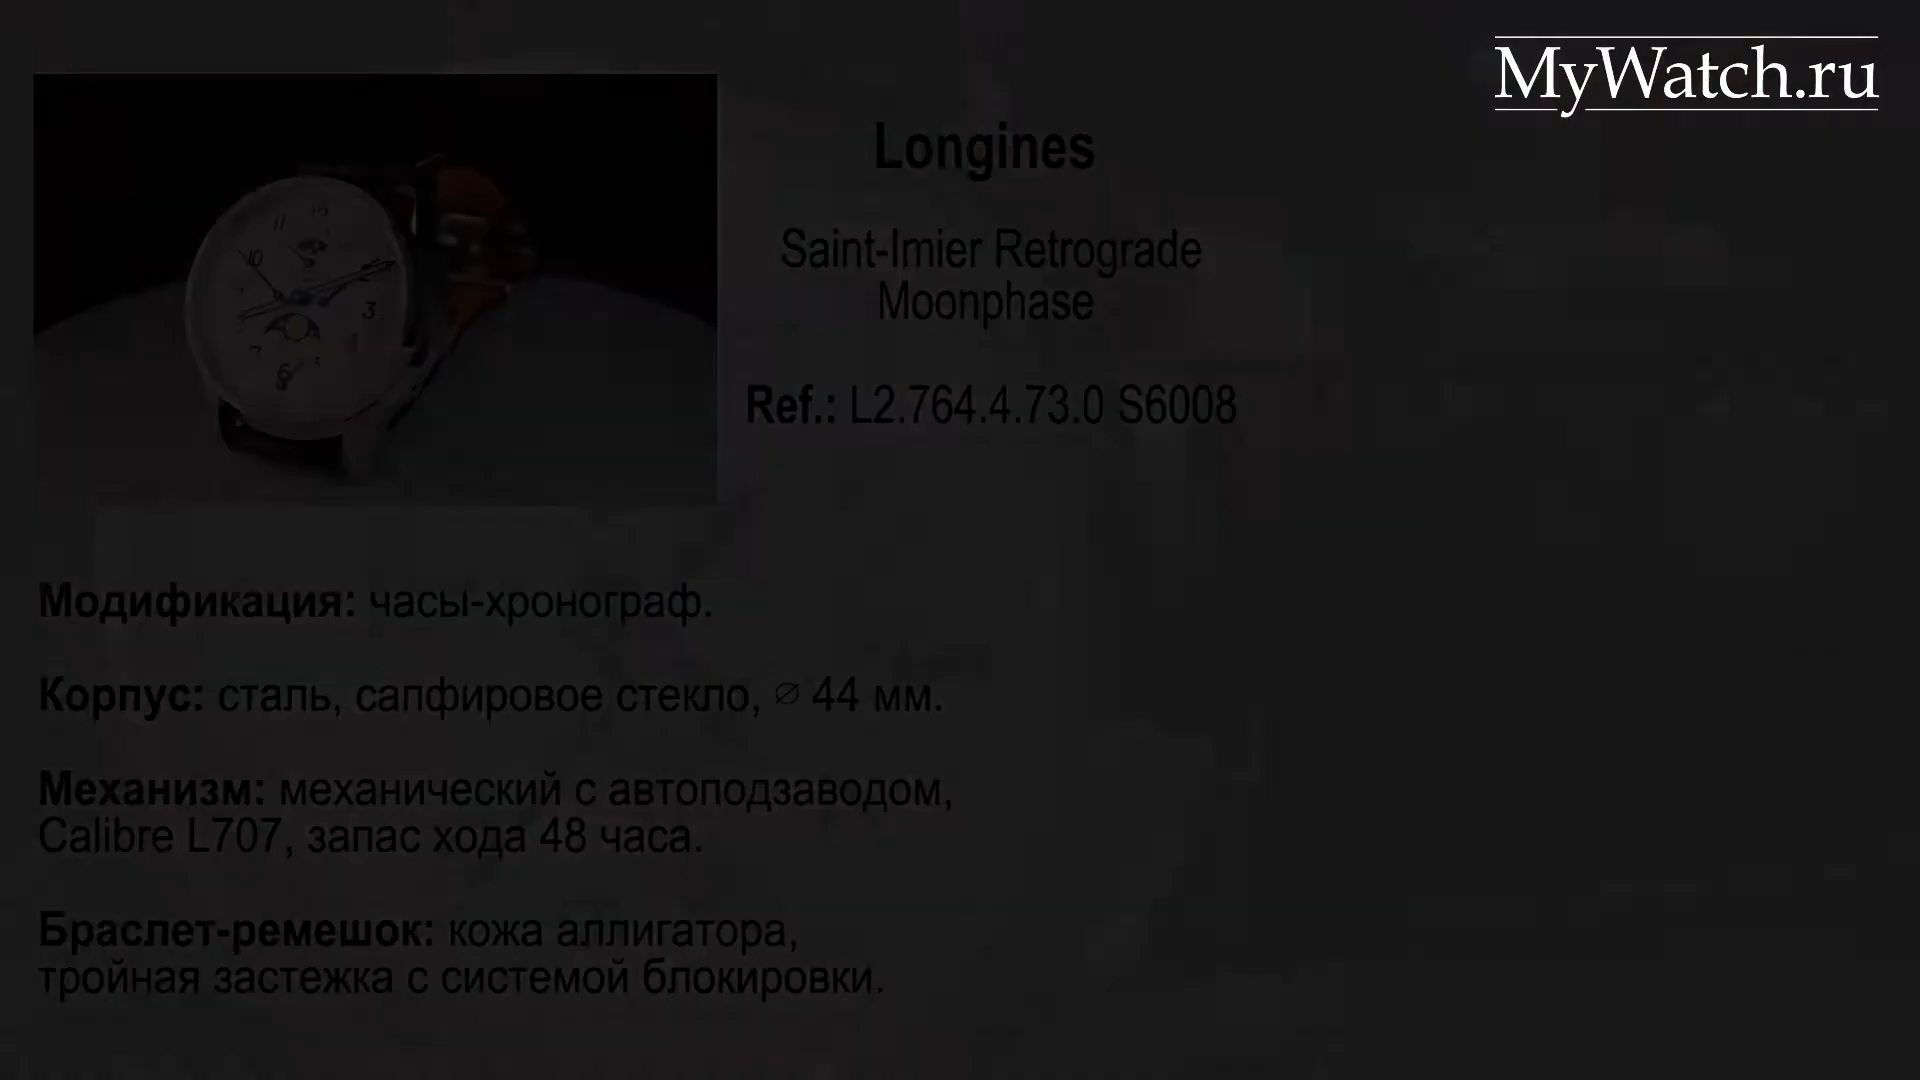 MyWatch.ru
Longines
Saint-Imier Retrograde
Moonphase
Ref.: L2.764.4.73.0 S6008
Модификация: часы-хронограф.
Корпус: сталь, сапфировое стекло, ⌀ 44 мм.
Механизм: механический с автоподзаводом,
Calibre L707, запас хода 48 часа.
Браслет-ремешок: кожа аллигатора,
тройная застежка с системой блокировки.